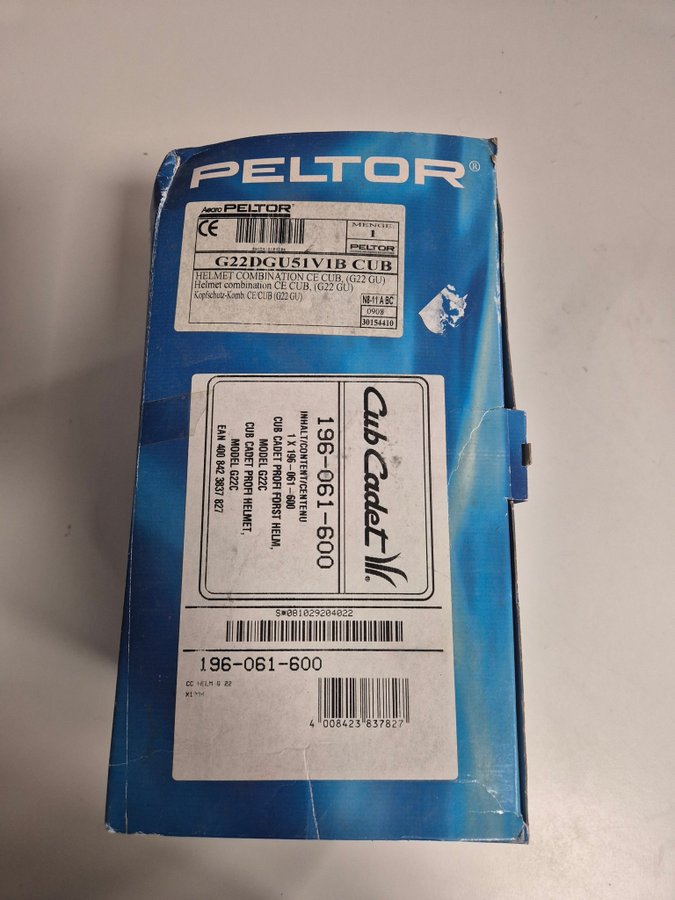 PELTOR®
Aearo PELTOR
CE
MENGE
1
PELTOR
G22DGU51V1B CUB
HELMET COMBINATION CE CUB, (G22 GU)
Helmet combination CE CUB, (G22 GU)
Kopfschutz-Komb. CE/CUB (G22 GU)
N8-11 A BC
0908
30154410
Cub Cadet®
196-061-600
INHALT/CONTENT/CENTENU
1 X 196-061-600
CUB CADET PROFI FORST HELM,
MODEL G22C
CUB CADET PROFI HELMET,
MODEL G22C
EAN 400 842 3837 827
S*081029204022
196-061-600
CC HELM G 22
4 008423 837827